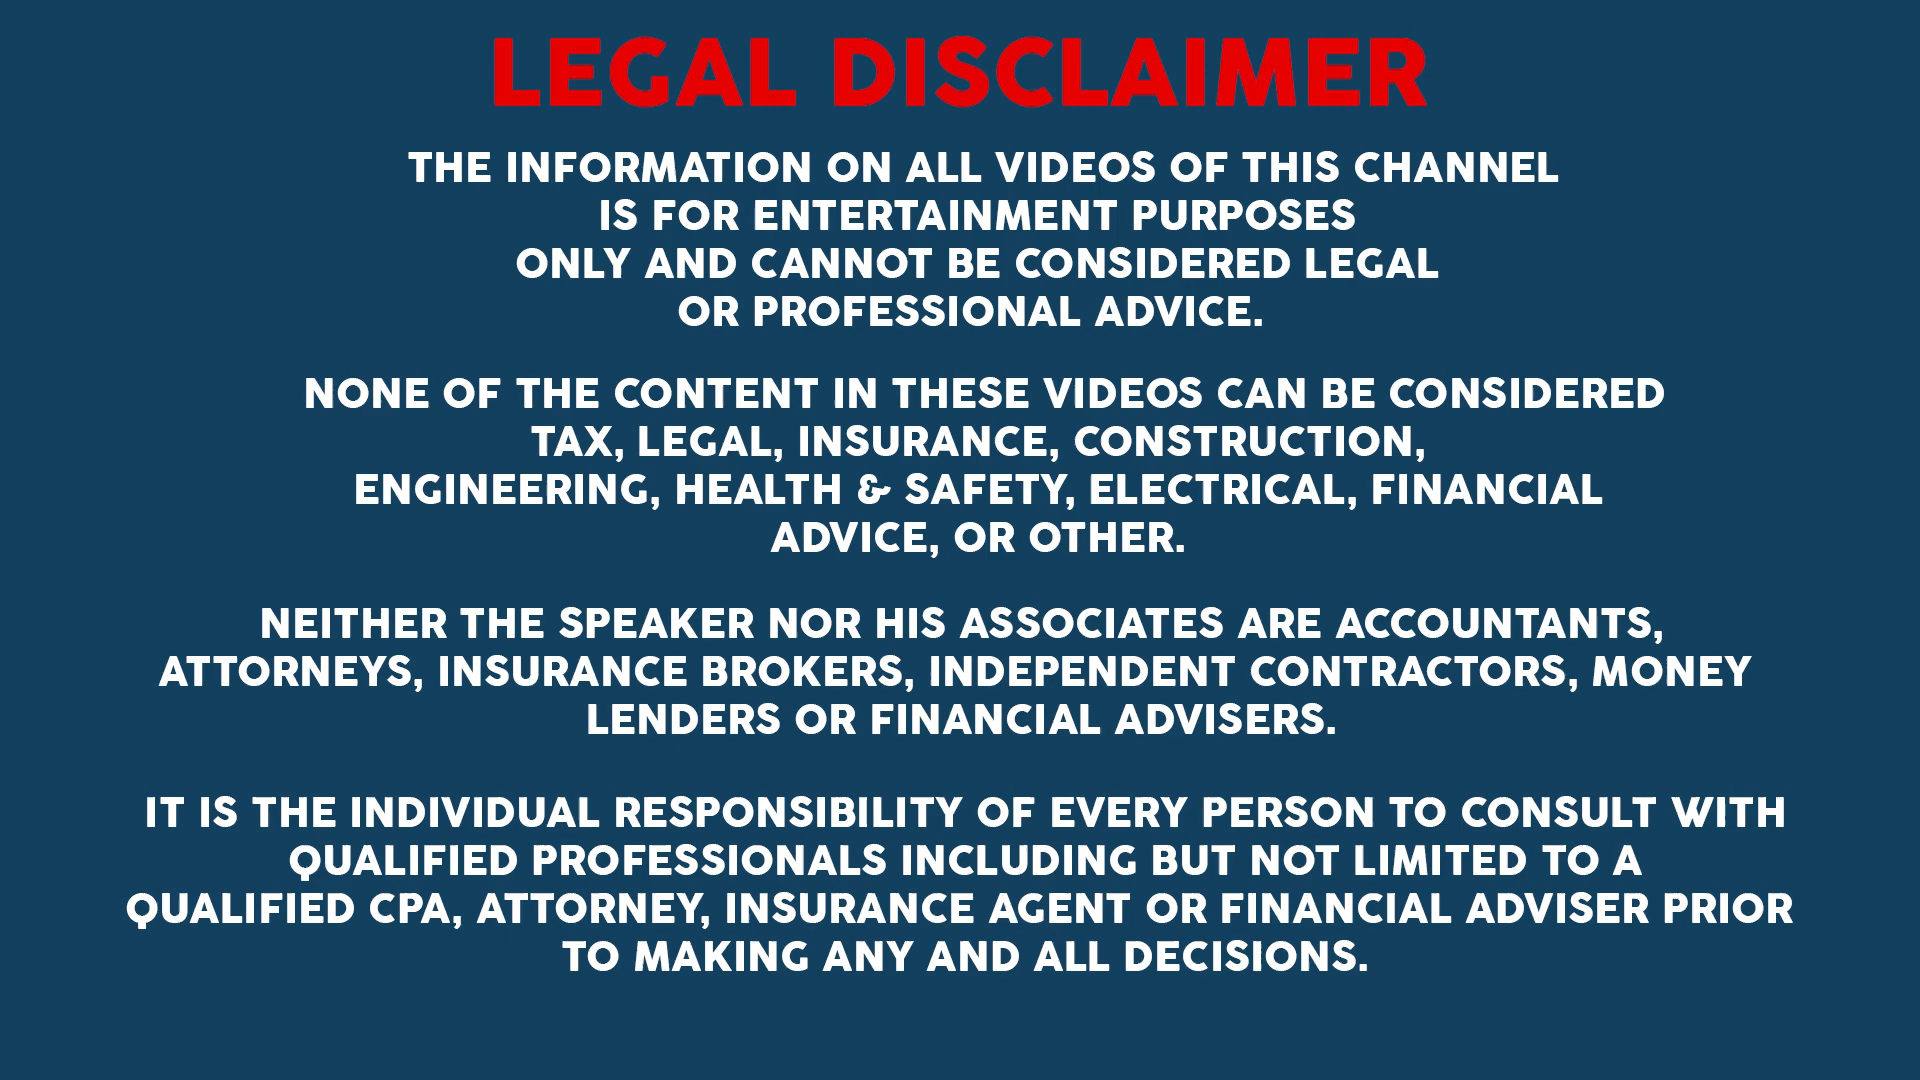 LEGAL DISCLAIMER
THE INFORMATION ON ALL VIDEOS OF THIS CHANNEL
IS FOR ENTERTAINMENT PURPOSES
ONLY AND CANNOT BE CONSIDERED LEGAL
OR PROFESSIONAL ADVICE.
NONE OF THE CONTENT IN THESE VIDEOS CAN BE CONSIDERED
TAX, LEGAL, INSURANCE, CONSTRUCTION,
ENGINEERING, HEALTH & SAFETY, ELECTRICAL, FINANCIAL
ADVICE, OR OTHER.
NEITHER THE SPEAKER NOR HIS ASSOCIATES ARE ACCOUNTANTS,
ATTORNEYS, INSURANCE BROKERS, INDEPENDENT CONTRACTORS, MONEY
LENDERS OR FINANCIAL ADVISERS.
IT IS THE INDIVIDUAL RESPONSIBILITY OF EVERY PERSON TO CONSULT WITH
QUALIFIED PROFESSIONALS INCLUDING BUT NOT LIMITED TO A
QUALIFIED CPA, ATTORNEY, INSURANCE AGENT OR FINANCIAL ADVISER PRIOR
TO MAKING ANY AND ALL DECISIONS.